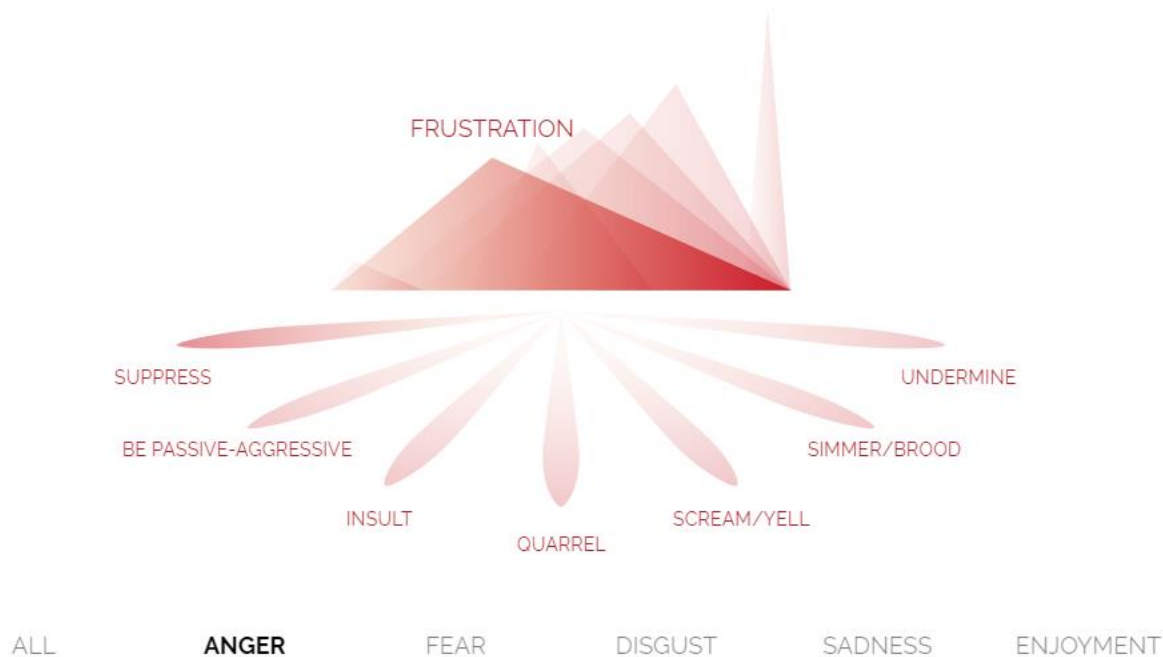 FRUSTRATION
SUPPRESS
UNDERMINE
BE PASSIVE-AGGRESSIVE
SIMMER/BROOD
INSULT
SCREAM/YELL
QUARREL
ALL ANGER FEAR DISGUST SADNESS ENJOYMENT